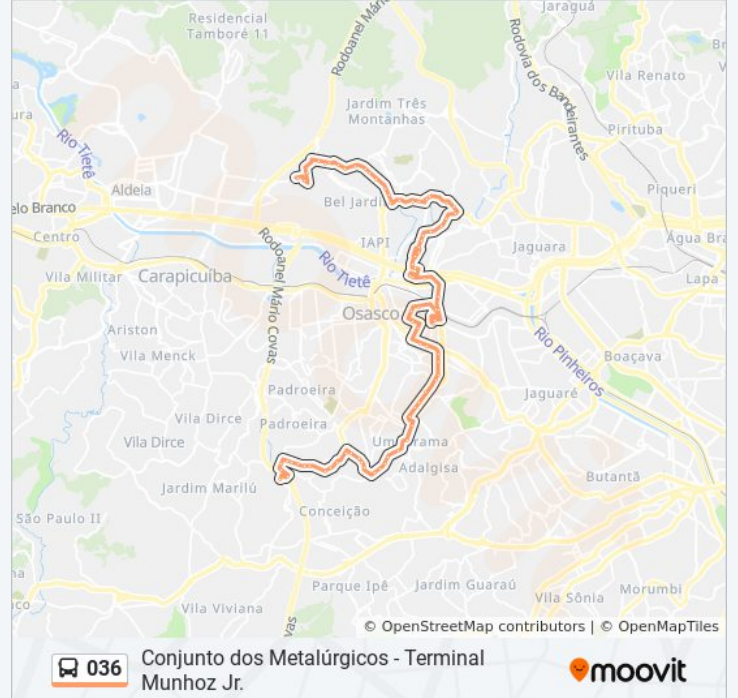 Residencial
Tamboré 11
Rodoanel Mário
Jaraguá
Rodovia dos Bandeirantes
Vila Renato
Jardim Três
Montanhas
Pirituba
Rio Tietê
Aldeia
Bel Jardi
Piqueri
elo Branco
Centro
IAPI
Jaguara
Água Bra
Rio Tietê
Vila Militar
Carapicuíba
Lapa
Rodoanel Mário Covas
Osasco
Ariston
Vila Menck
Rio Pinheiros
Boaçava
Padroeira
Jaguaré
Vila Dirce
Padroeira
Vila Dirce
Um
rama
Adalgisa
Butantã
Jardim Marilú
São Paulo II
Conceição
Parque Ipê
Jardim Guaraú
Morumbi
Vila Sônia
Vila Viviana
vas
© OpenStreetMap contributors | © OpenMapTiles
036
Conjunto dos Metalúrgicos - Terminal
Munhoz Jr.
moovit